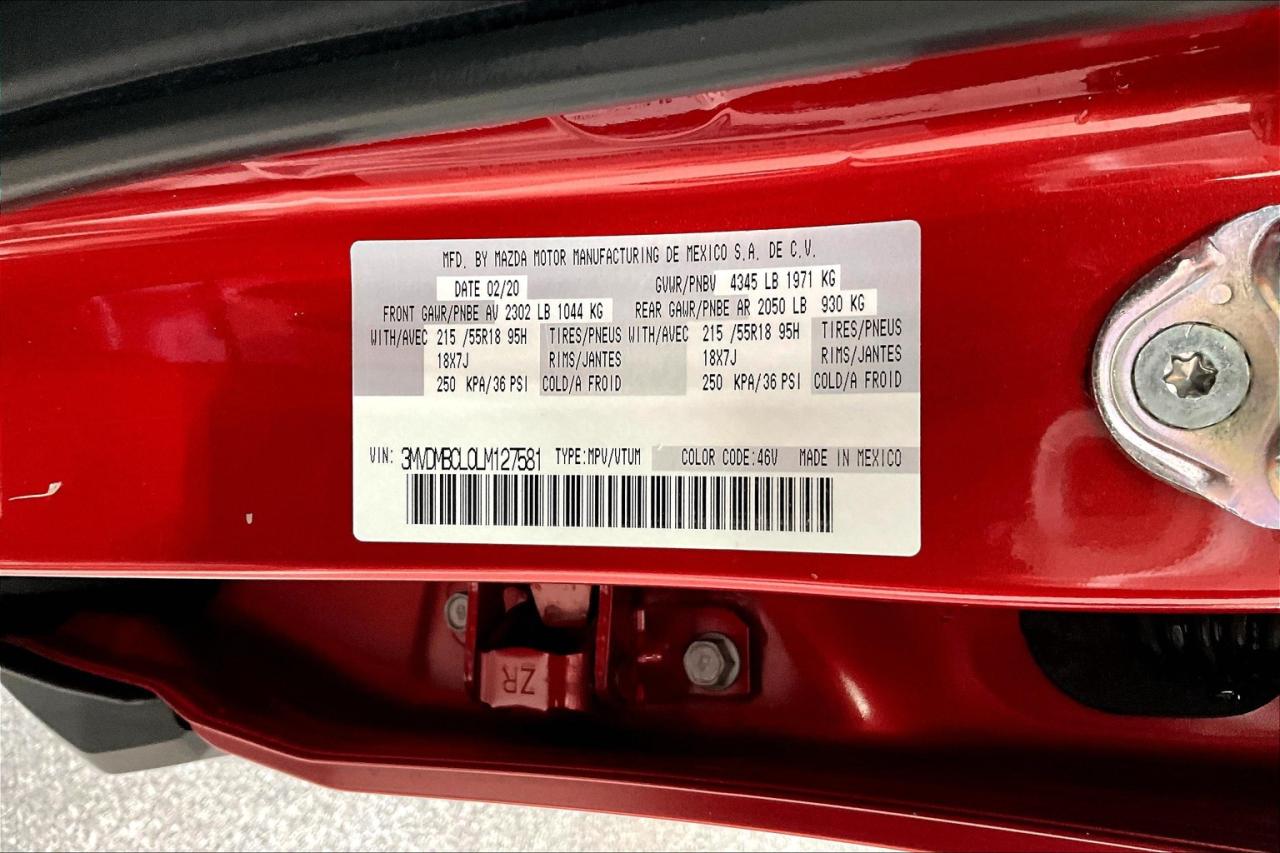 MFD. BY MAZDA MOTOR MANUFACTURING DE MEXICO S.A. DE C.V.
DATE 02/20 GVWR/PNBV 4345 LB 1971 KG
FRONT GAWR/PNBE AV 2302 LB 1044 KG REAR GAWR/PNBE AR 2050 LB 930 KG
WITH/AVEC 215 /55R18 95H TIRES/PNEUS WITH/AVEC 215 /55R18 95H TIRES/PNEUS
18X7J RIMS/JANTES 18X7J RIMS/JANTES
250 KPA/36 PSI COLD/A FROID 250 KPA/36 PSI COLD/A FROID
VIN: 3MVDMBCL0LM127581 TYPE:MPV/VTUM COLOR CODE:46V MADE IN MEXICO
ZR